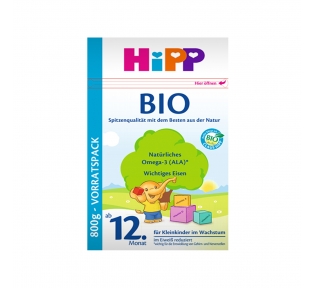 HiPP
Hier öffnen
BIO
Spitzenqualität mit dem Besten aus der Natur
BIO
Natürliches
Omega-3 (ALA)*
Wichtiges Eisen
800g - VORRATSPACK
ab 12. Monat
für Kleinkinder im Wachstum
im Eiweiß reduziert